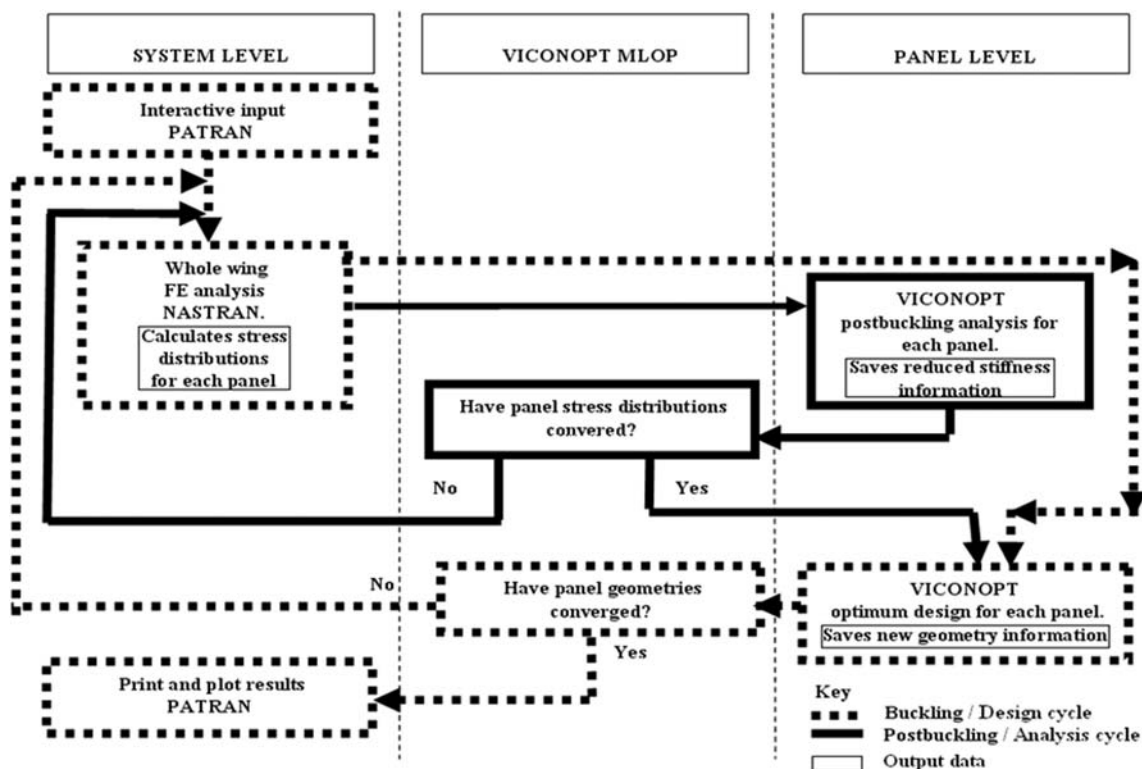 SYSTEM LEVEL
VICONOPT MLOP
PANEL LEVEL
Interactive input
PATRAN
Whole wing
FE analysis
NASTRAN.
Calculates stress
distributions
for each panel
VICONOPT
postbuckling analysis for
each panel.
Saves reduced stiffness
information
Have panel stress distributions
convered?
No
Yes
No
Have panel geometries
converged?
Yes
VICONOPT
optimum design for each panel.
Saves new geometry information
Print and plot results
PATRAN
Key
Buckling / Design cycle
Postbuckling / Analysis cycle
Output data